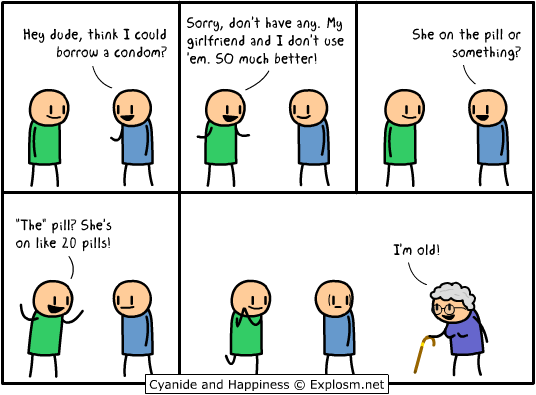 Hey dude, think I could
borrow a condom?
Sorry, don't have any. My
girlfriend and I don't use
'em. SO much better!
She on the pill or
something?
"The" pill? She's
on like 20 pills!
I'm old!
Cyanide and Happiness © Explosm.net